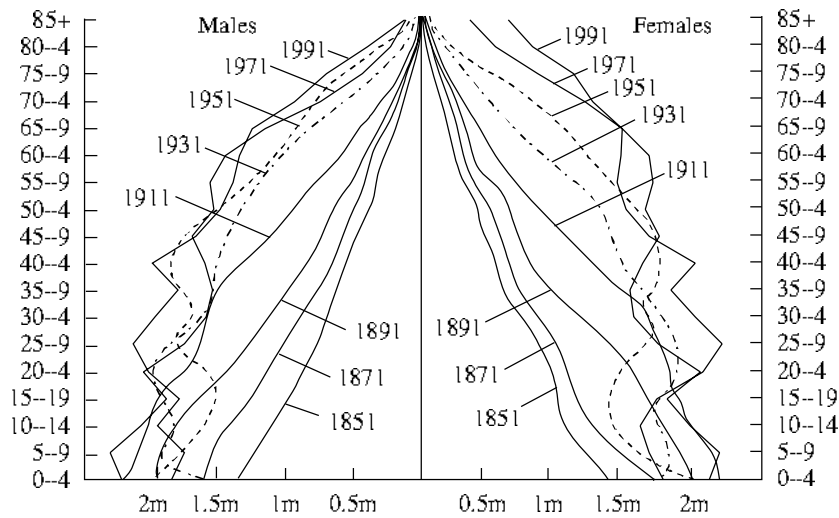 85+ Males Females 85+
80–4 1991 1991 80–4
75–9 1971 1971 75–9
70–4 1951 1951 70–4
65–9 1931 1931 65–9
60–4 60–4
55–9 1911 1911 55–9
50–4 50–4
45–9 45–9
40–4 40–4
35–9 35–9
30–4 1891 1891 30–4
25–9 25–9
20–4 1871 1871 20–4
15–19 1851 1851 15–19
10–14 10–14
5–9 5–9
0–4 0–4
2m 1.5m 1m 0.5m 0.5m 1m 1.5m 2m